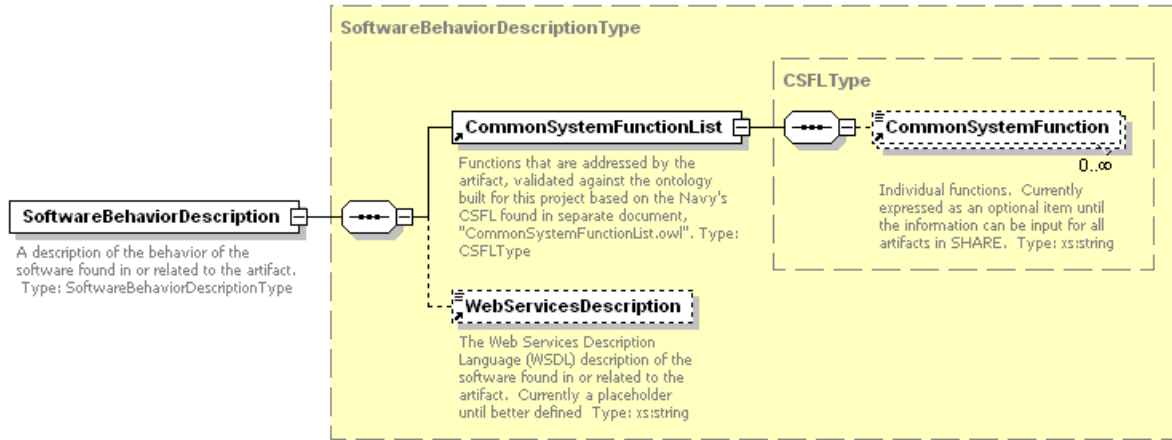 SoftwareBehaviorDescriptionType
CSFLType
CommonSystemFunctionList
CommonSystemFunction
0..∞
Functions that are addressed by the
artifact, validated against the ontology
built for this project based on the Navy's
CSFL found in separate document,
"CommonSystemFunctionList.owl". Type:
CSFLType
Individual functions. Currently
expressed as an optional item until
the information can be input for all
artifacts in SHARE. Type: xs:string
SoftwareBehaviorDescription
A description of the behavior of the
software found in or related to the artifact.
Type: SoftwareBehaviorDescriptionType
WebServicesDescription
The Web Services Description
Language (WSDL) description of the
software found in or related to the
artifact. Currently a placeholder
until better defined Type: xs:string